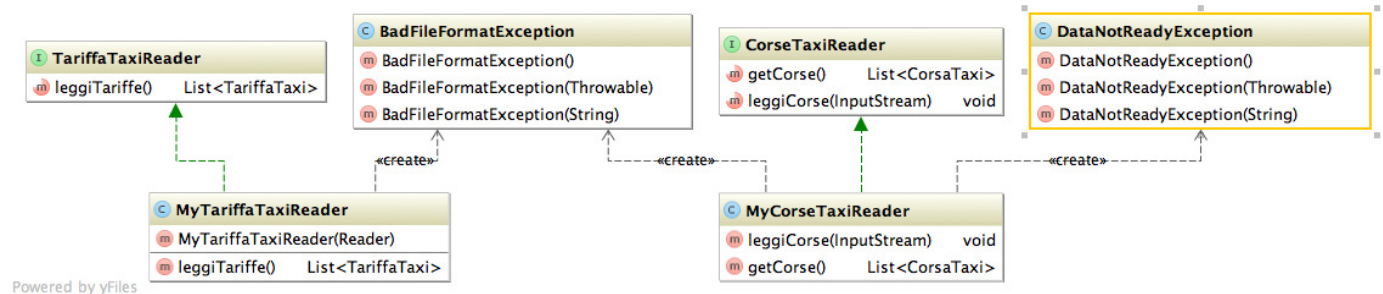 I TariffaTaxiReader
m leggiTariffe() List<TariffaTaxi>
C BadFileFormatException
m BadFileFormatException()
m BadFileFormatException(Throwable)
m BadFileFormatException(String)
I CorseTaxiReader
m getCorse() List<CorsaTaxi>
m leggiCorse(InputStream) void
C DataNotReadyException
m DataNotReadyException()
m DataNotReadyException(Throwable)
m DataNotReadyException(String)
«create»
«create»
«create»
C MyTariffaTaxiReader
m MyTariffaTaxiReader(Reader)
m leggiTariffe() List<TariffaTaxi>
C MyCorseTaxiReader
m leggiCorse(InputStream) void
m getCorse() List<CorsaTaxi>
Powered by yFiles